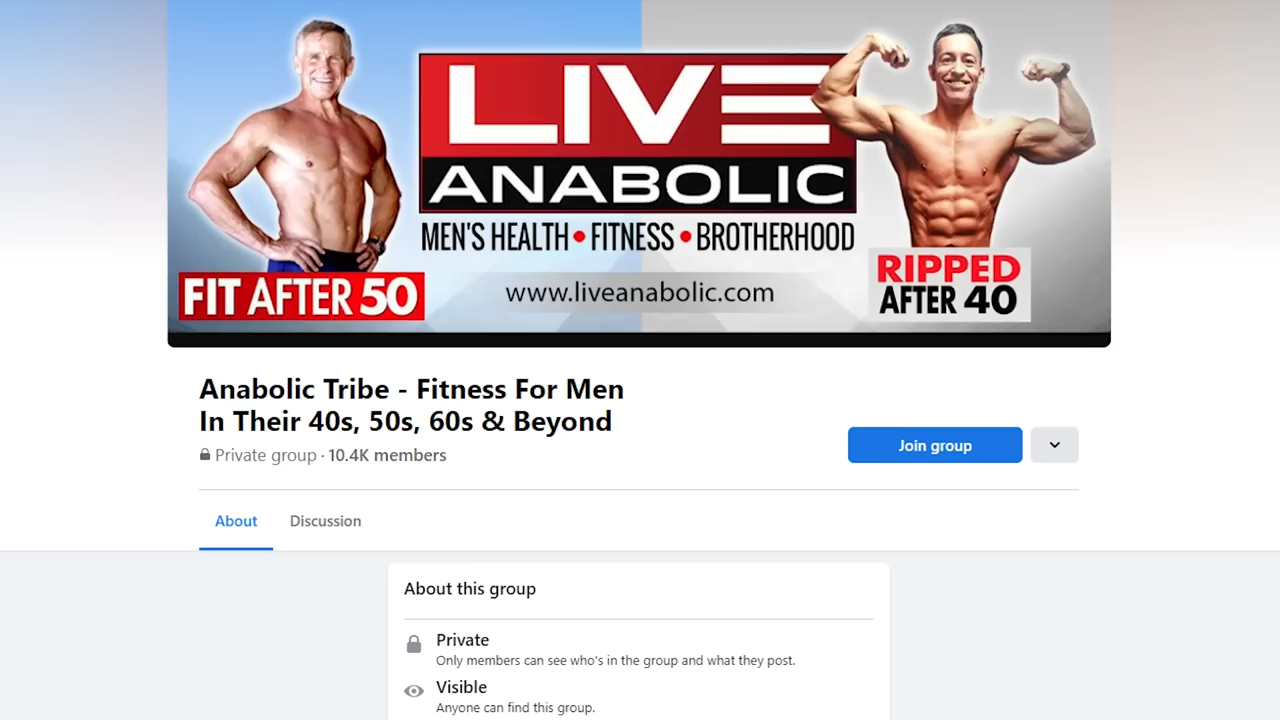 LIVE
ANABOLIC
MEN'S HEALTH • FITNESS • BROTHERHOOD
FIT AFTER 50
www.liveanabolic.com
RIPPED
AFTER 40
Anabolic Tribe - Fitness For Men
In Their 40s, 50s, 60s & Beyond
Private group · 10.4K members
Join group
About
Discussion
About this group
Private
Only members can see who's in the group and what they post.
Visible
Anyone can find this group.